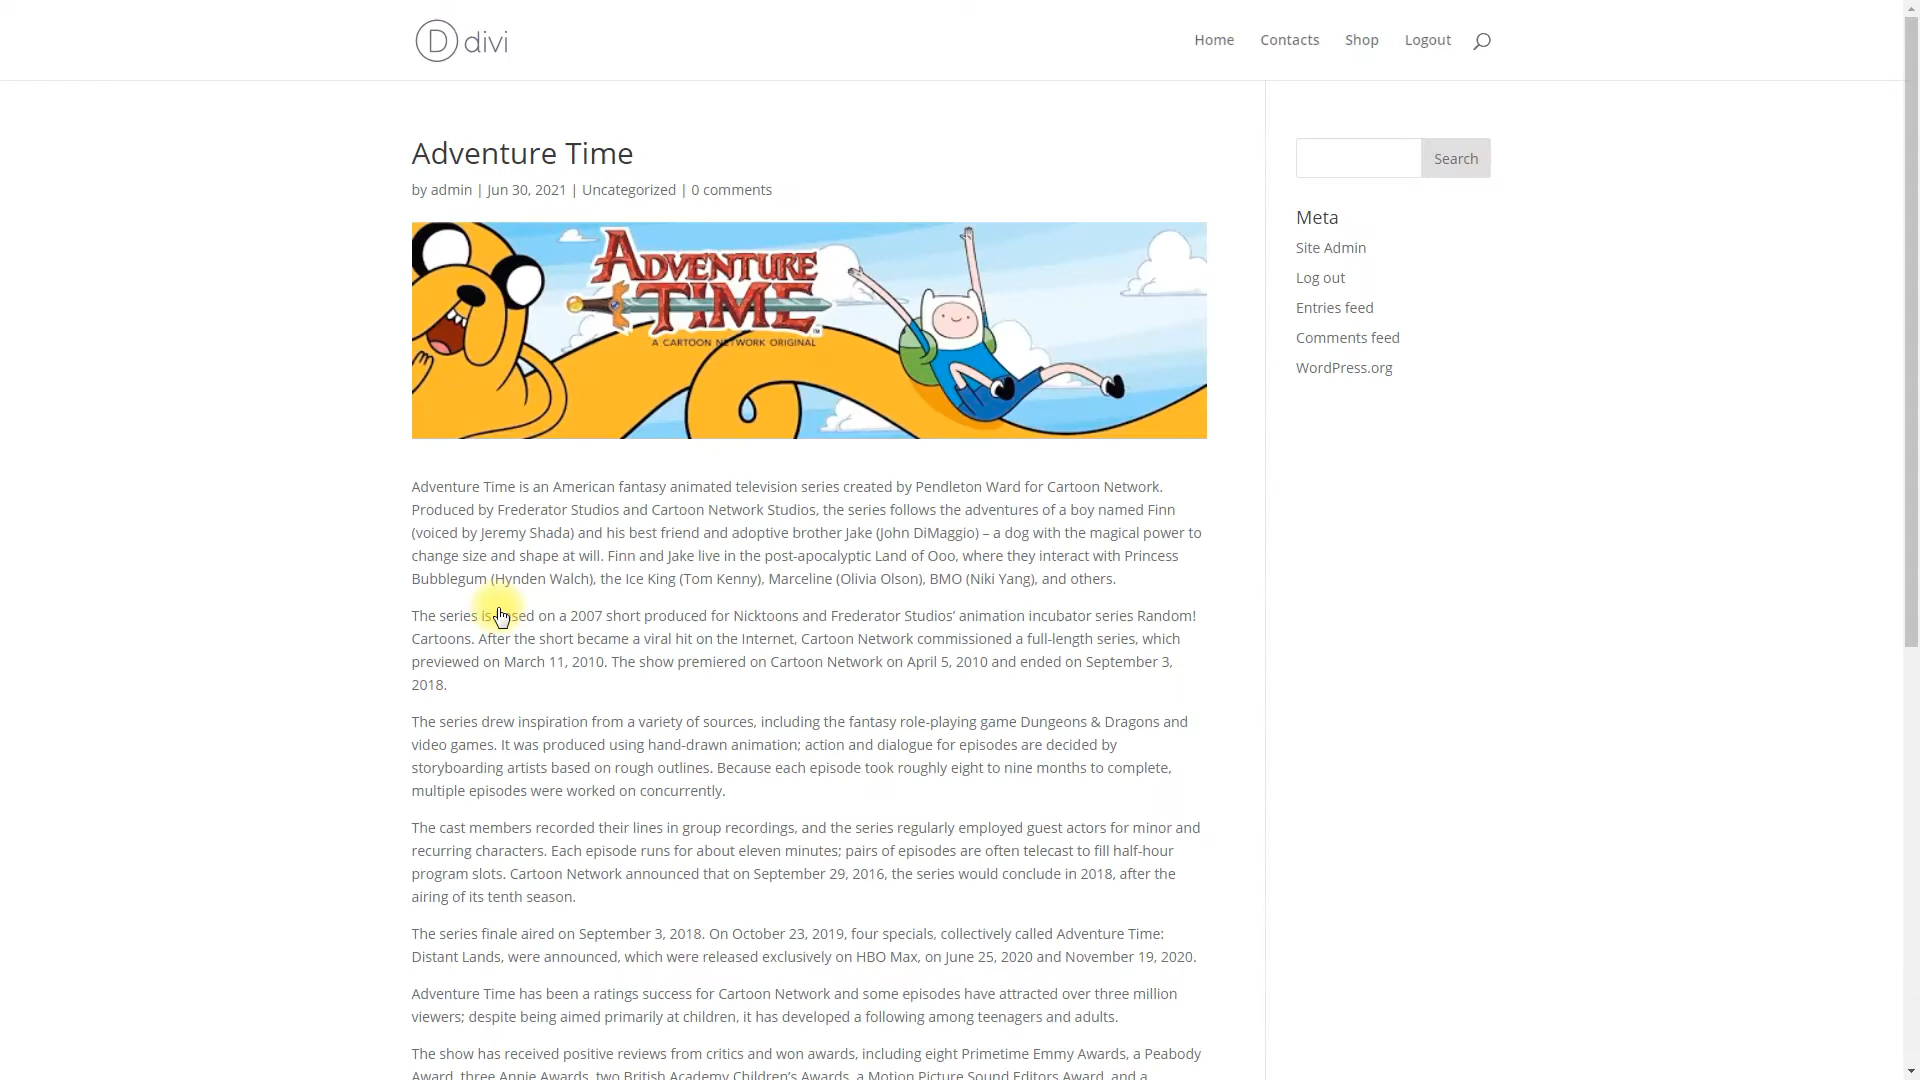 D divi
Home Contacts Shop Logout
Adventure Time
by admin | Jun 30, 2021 | Uncategorized | 0 comments
ADVENTURE
TIME™
A CARTOON NETWORK ORIGINAL
Adventure Time is an American fantasy animated television series created by Pendleton Ward for Cartoon Network.
Produced by Frederator Studios and Cartoon Network Studios, the series follows the adventures of a boy named Finn
(voiced by Jeremy Shada) and his best friend and adoptive brother Jake (John DiMaggio) – a dog with the magical power to
change size and shape at will. Finn and Jake live in the post-apocalyptic Land of Ooo, where they interact with Princess
Bubblegum (Hynden Walch), the Ice King (Tom Kenny), Marceline (Olivia Olson), BMO (Niki Yang), and others.
The series is based on a 2007 short produced for Nicktoons and Frederator Studios’ animation incubator series Random!
Cartoons. After the short became a viral hit on the Internet, Cartoon Network commissioned a full-length series, which
previewed on March 11, 2010. The show premiered on Cartoon Network on April 5, 2010 and ended on September 3,
2018.
The series drew inspiration from a variety of sources, including the fantasy role-playing game Dungeons & Dragons and
video games. It was produced using hand-drawn animation; action and dialogue for episodes are decided by
storyboarding artists based on rough outlines. Because each episode took roughly eight to nine months to complete,
multiple episodes were worked on concurrently.
The cast members recorded their lines in group recordings, and the series regularly employed guest actors for minor and
recurring characters. Each episode runs for about eleven minutes; pairs of episodes are often telecast to fill half-hour
program slots. Cartoon Network announced that on September 29, 2016, the series would conclude in 2018, after the
airing of its tenth season.
The series finale aired on September 3, 2018. On October 23, 2019, four specials, collectively called Adventure Time:
Distant Lands, were announced, which were released exclusively on HBO Max, on June 25, 2020 and November 19, 2020.
Adventure Time has been a ratings success for Cartoon Network and some episodes have attracted over three million
viewers; despite being aimed primarily at children, it has developed a following among teenagers and adults.
The show has received positive reviews from critics and won awards, including eight Primetime Emmy Awards, a Peabody
Award, three Annie Awards, two British Academy Children’s Awards, a Motion Picture Sound Editors Award, and a
Search
Meta
Site Admin
Log out
Entries feed
Comments feed
WordPress.org